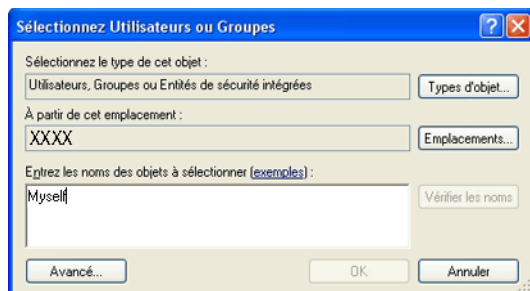 Sélectionnez Utilisateurs ou Groupes
Sélectionnez le type de cet objet :
Utilisateurs, Groupes ou Entités de sécurité intégrées
Types d'objet...
À partir de cet emplacement :
XXXX
Emplacements...
Entrez les noms des objets à sélectionner (exemples) :
Myself
Vérifier les noms
Avancé...
OK
Annuler